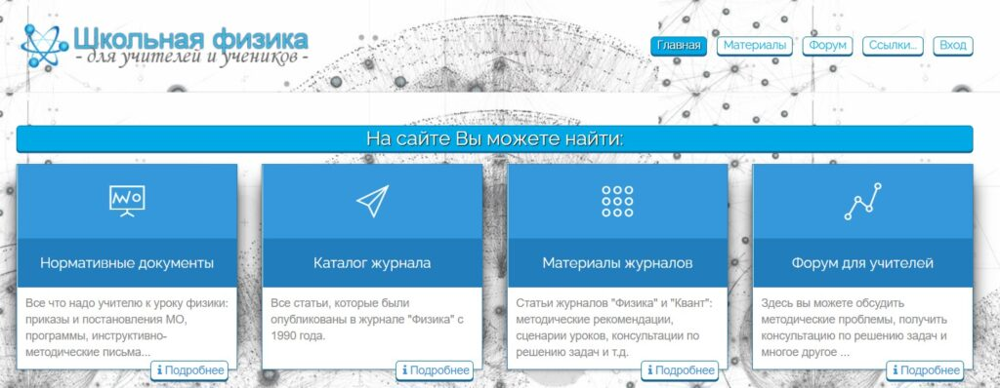 Школьная физика
- для учителей и учеников -
Главная
Материалы
Форум
Ссылки...
Вход
На сайте Вы можете найти:
Нормативные документы
Все что надо учителю к уроку физики:
приказы и постановления МО,
программы, инструктивно-
методические письма...
Подробнее
Каталог журнала
Все статьи, которые были
опубликованы в журнале "Физика" с
1990 года.
Подробнее
Материалы журналов
Статьи журналов "Физика" и "Квант":
методические рекомендации,
сценарии уроков, консультации по
решению задач и т.д.
Подробнее
Форум для учителей
Здесь вы можете обсудить
методические проблемы, получить
консультацию по решению задач и
многое другое ...
Подробнее